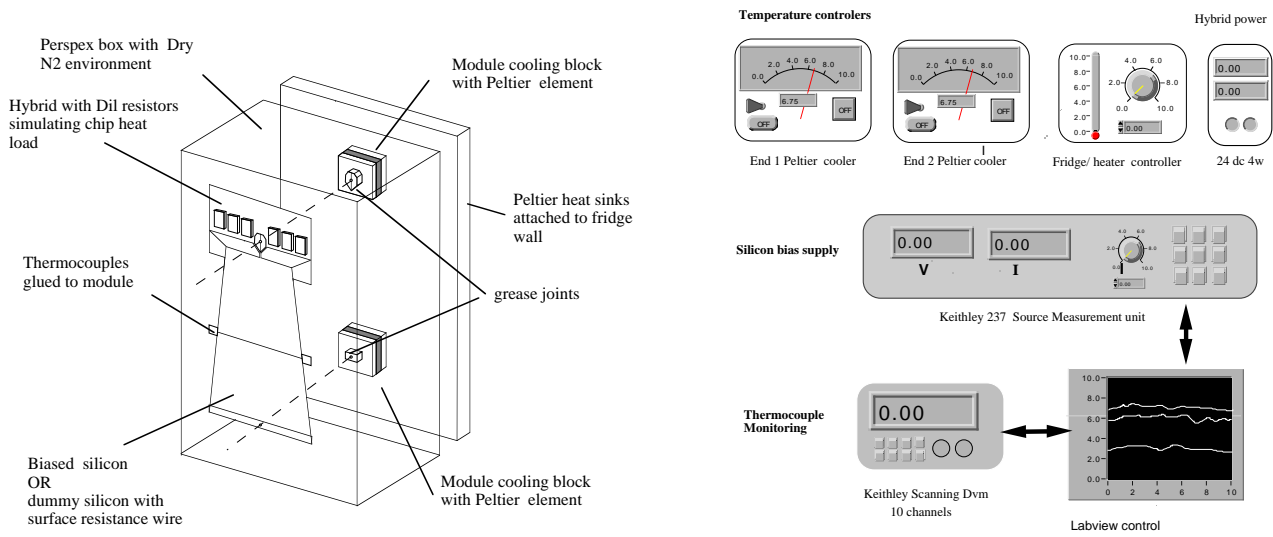 Perspex box with Dry
N2 environment
Hybrid with Dil resistors
simulating chip heat
load
Thermocouples
glued to module
Biased silicon
OR
dummy silicon with
surface resistance wire
Module cooling block
with Peltier element
Peltier heat sinks
attached to fridge
wall
grease joints
Module cooling block
with Peltier element
Temperature controlers
Hybrid power
0.0 2.0 4.0 6.0 8.0 10.0
6.75
OFF
OFF
End 1 Peltier cooler
0.0 2.0 4.0 6.0 8.0 10.0
6.75
OFF
OFF
End 2 Peltier cooler
10.0
8.0
6.0
4.0
2.0
0.0
4.0 6.0
2.0 8.0
0.0 10.0
0.00
Fridge/ heater controller
0.00
0.00
24 dc 4w
Silicon bias supply
0.00
V
0.00
I
4.0 6.0
2.0 8.0
0.0 10.0
0.00
Keithley 237 Source Measurement unit
Thermocouple
Monitoring
0.00
Keithley Scanning Dvm
10 channels
10.0
8.0
6.0
4.0
2.0
0.0
0 2 4 6 8 10
Labview control